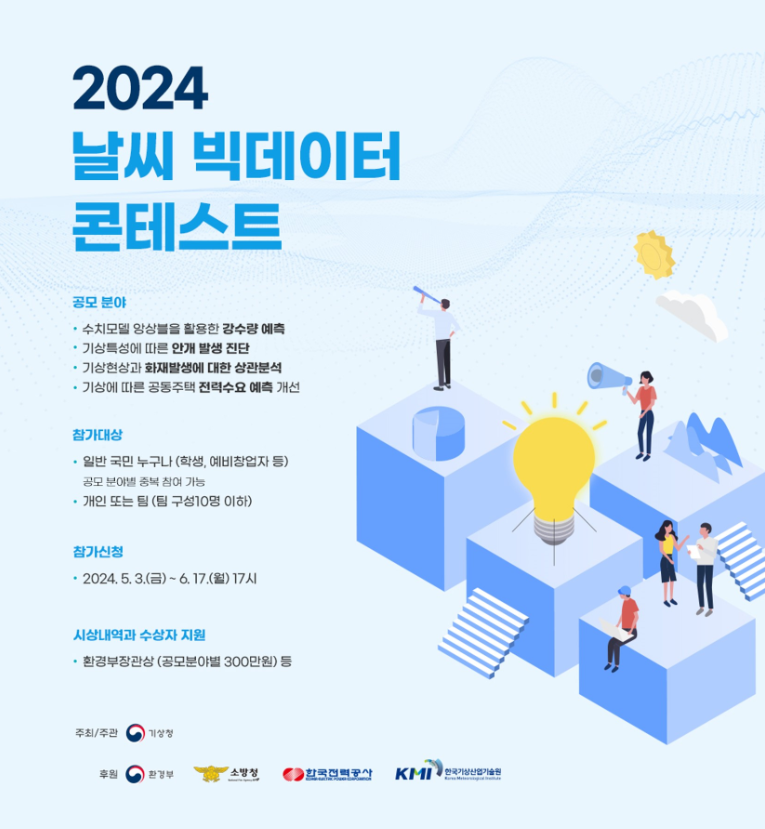 2024
날씨 빅데이터
콘테스트
공모 분야
• 수치모델 앙상블을 활용한 강수량 예측
• 기상특성에 따른 안개 발생 진단
• 기상현상과 화재발생에 대한 상관분석
• 기상에 따른 공동주택 전력수요 예측 개선
참가대상
• 일반 국민 누구나 (학생, 예비창업자 등)
공모 분야별 중복 참여 가능
• 개인 또는 팀 (팀 구성10명 이하)
참가신청
• 2024. 5. 3.(금) ~ 6. 17.(월) 17시
시상내역과 수상자 지원
• 환경부장관상 (공모분야별 300만원) 등
주최/주관 기상청
후원 환경부 소방청 한국전력공사 KMI 한국기상산업기술원
KOREA ELECTRIC POWER CORPORATION Korea Meteorological Institute